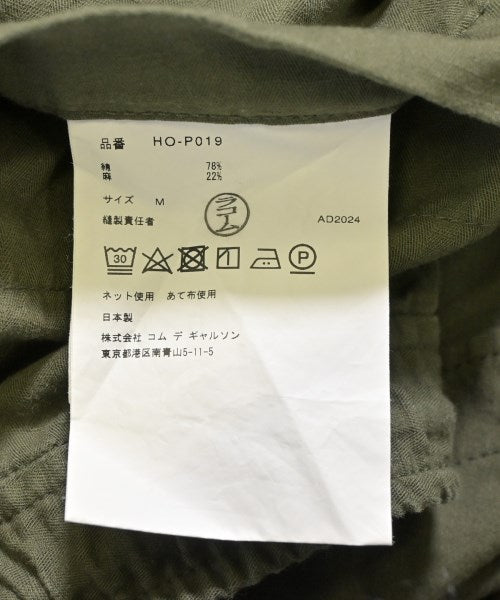 品番 HO-P019
綿 78%
麻 22%
サイズ M
縫製責任者 ラコム AD2024
30 P
ネット使用 あて布使用
日本製
株式会社 コム デ ギャルソン
東京都港区南青山5-11-5